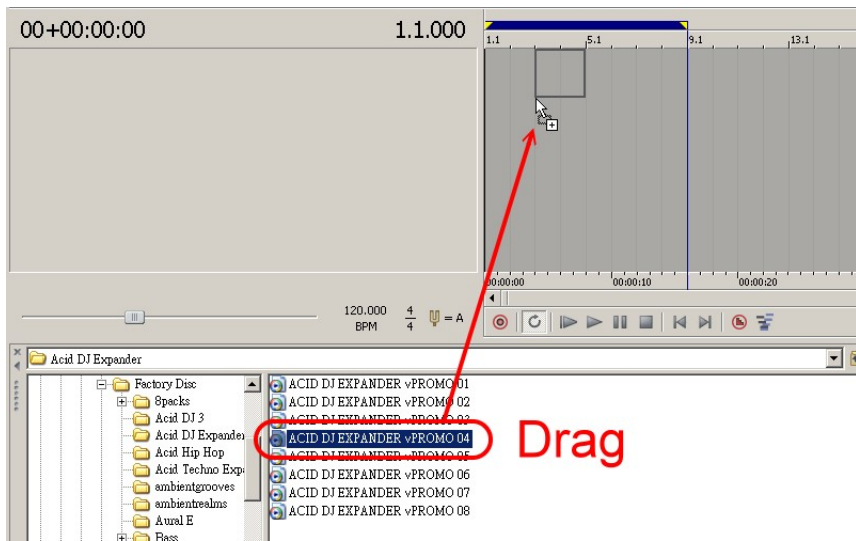 00+00:00:00
1.1.000
1.1
5.1
9.1
13.1
00:00:00
00:00:10
00:00:20
120.000
BPM
4
4
= A
Acid DJ Expander
Factory Disc
8packs
Acid DJ 3
Acid DJ Expander
Acid Hip Hop
Acid Techno Exp
ambientgrooves
ambientrealms
Aural E
Bass
ACID DJ EXPANDER vPROMO 01
ACID DJ EXPANDER vPROMO 02
ACID DJ EXPANDER vPROMO 03
ACID DJ EXPANDER vPROMO 04
ACID DJ EXPANDER vPROMO 05
ACID DJ EXPANDER vPROMO 06
ACID DJ EXPANDER vPROMO 07
ACID DJ EXPANDER vPROMO 08
Drag